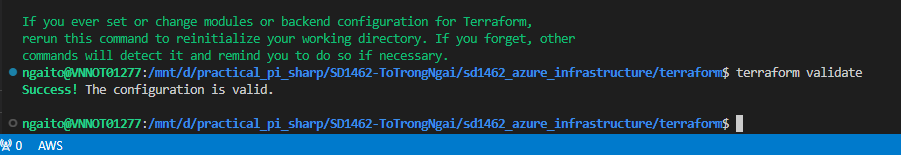 If you ever set or change modules or backend configuration for Terraform,
rerun this command to reinitialize your working directory. If you forget, other
commands will detect it and remind you to do so if necessary.
ngaito@VNNOT01277:/mnt/d/practical_pi_sharp/SD1462-ToTrongNgai/sd1462_azure_infrastructure/terraform$ terraform validate
Success! The configuration is valid.
ngaito@VNNOT01277:/mnt/d/practical_pi_sharp/SD1462-ToTrongNgai/sd1462_azure_infrastructure/terraform$
0 AWS